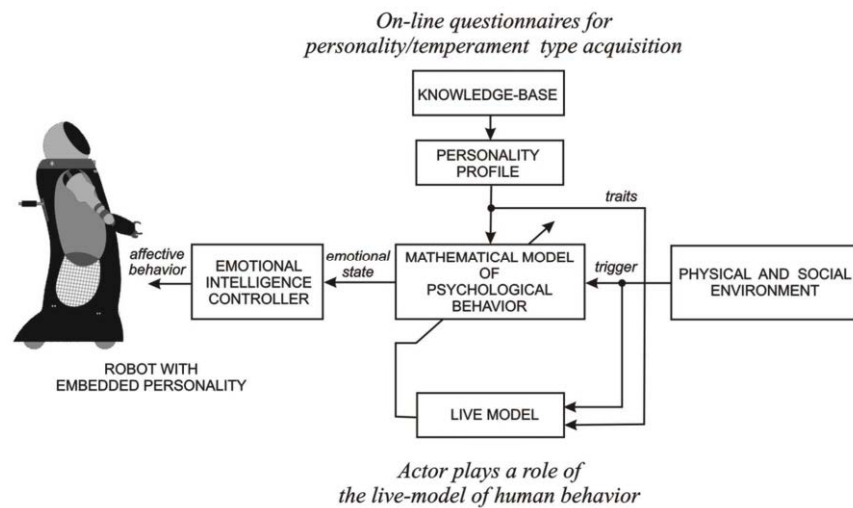 On-line questionnaires for
personality/temperament type acquisition
KNOWLEDGE-BASE
PERSONALITY
PROFILE
traits
affective
behavior
EMOTIONAL
INTELLIGENCE
CONTROLLER
emotional
state
MATHEMATICAL MODEL
OF
PSYCHOLOGICAL
BEHAVIOR
trigger
PHYSICAL AND SOCIAL
ENVIRONMENT
ROBOT WITH
EMBEDDED PERSONALITY
LIVE MODEL
Actor plays a role of
the live-model of human behavior